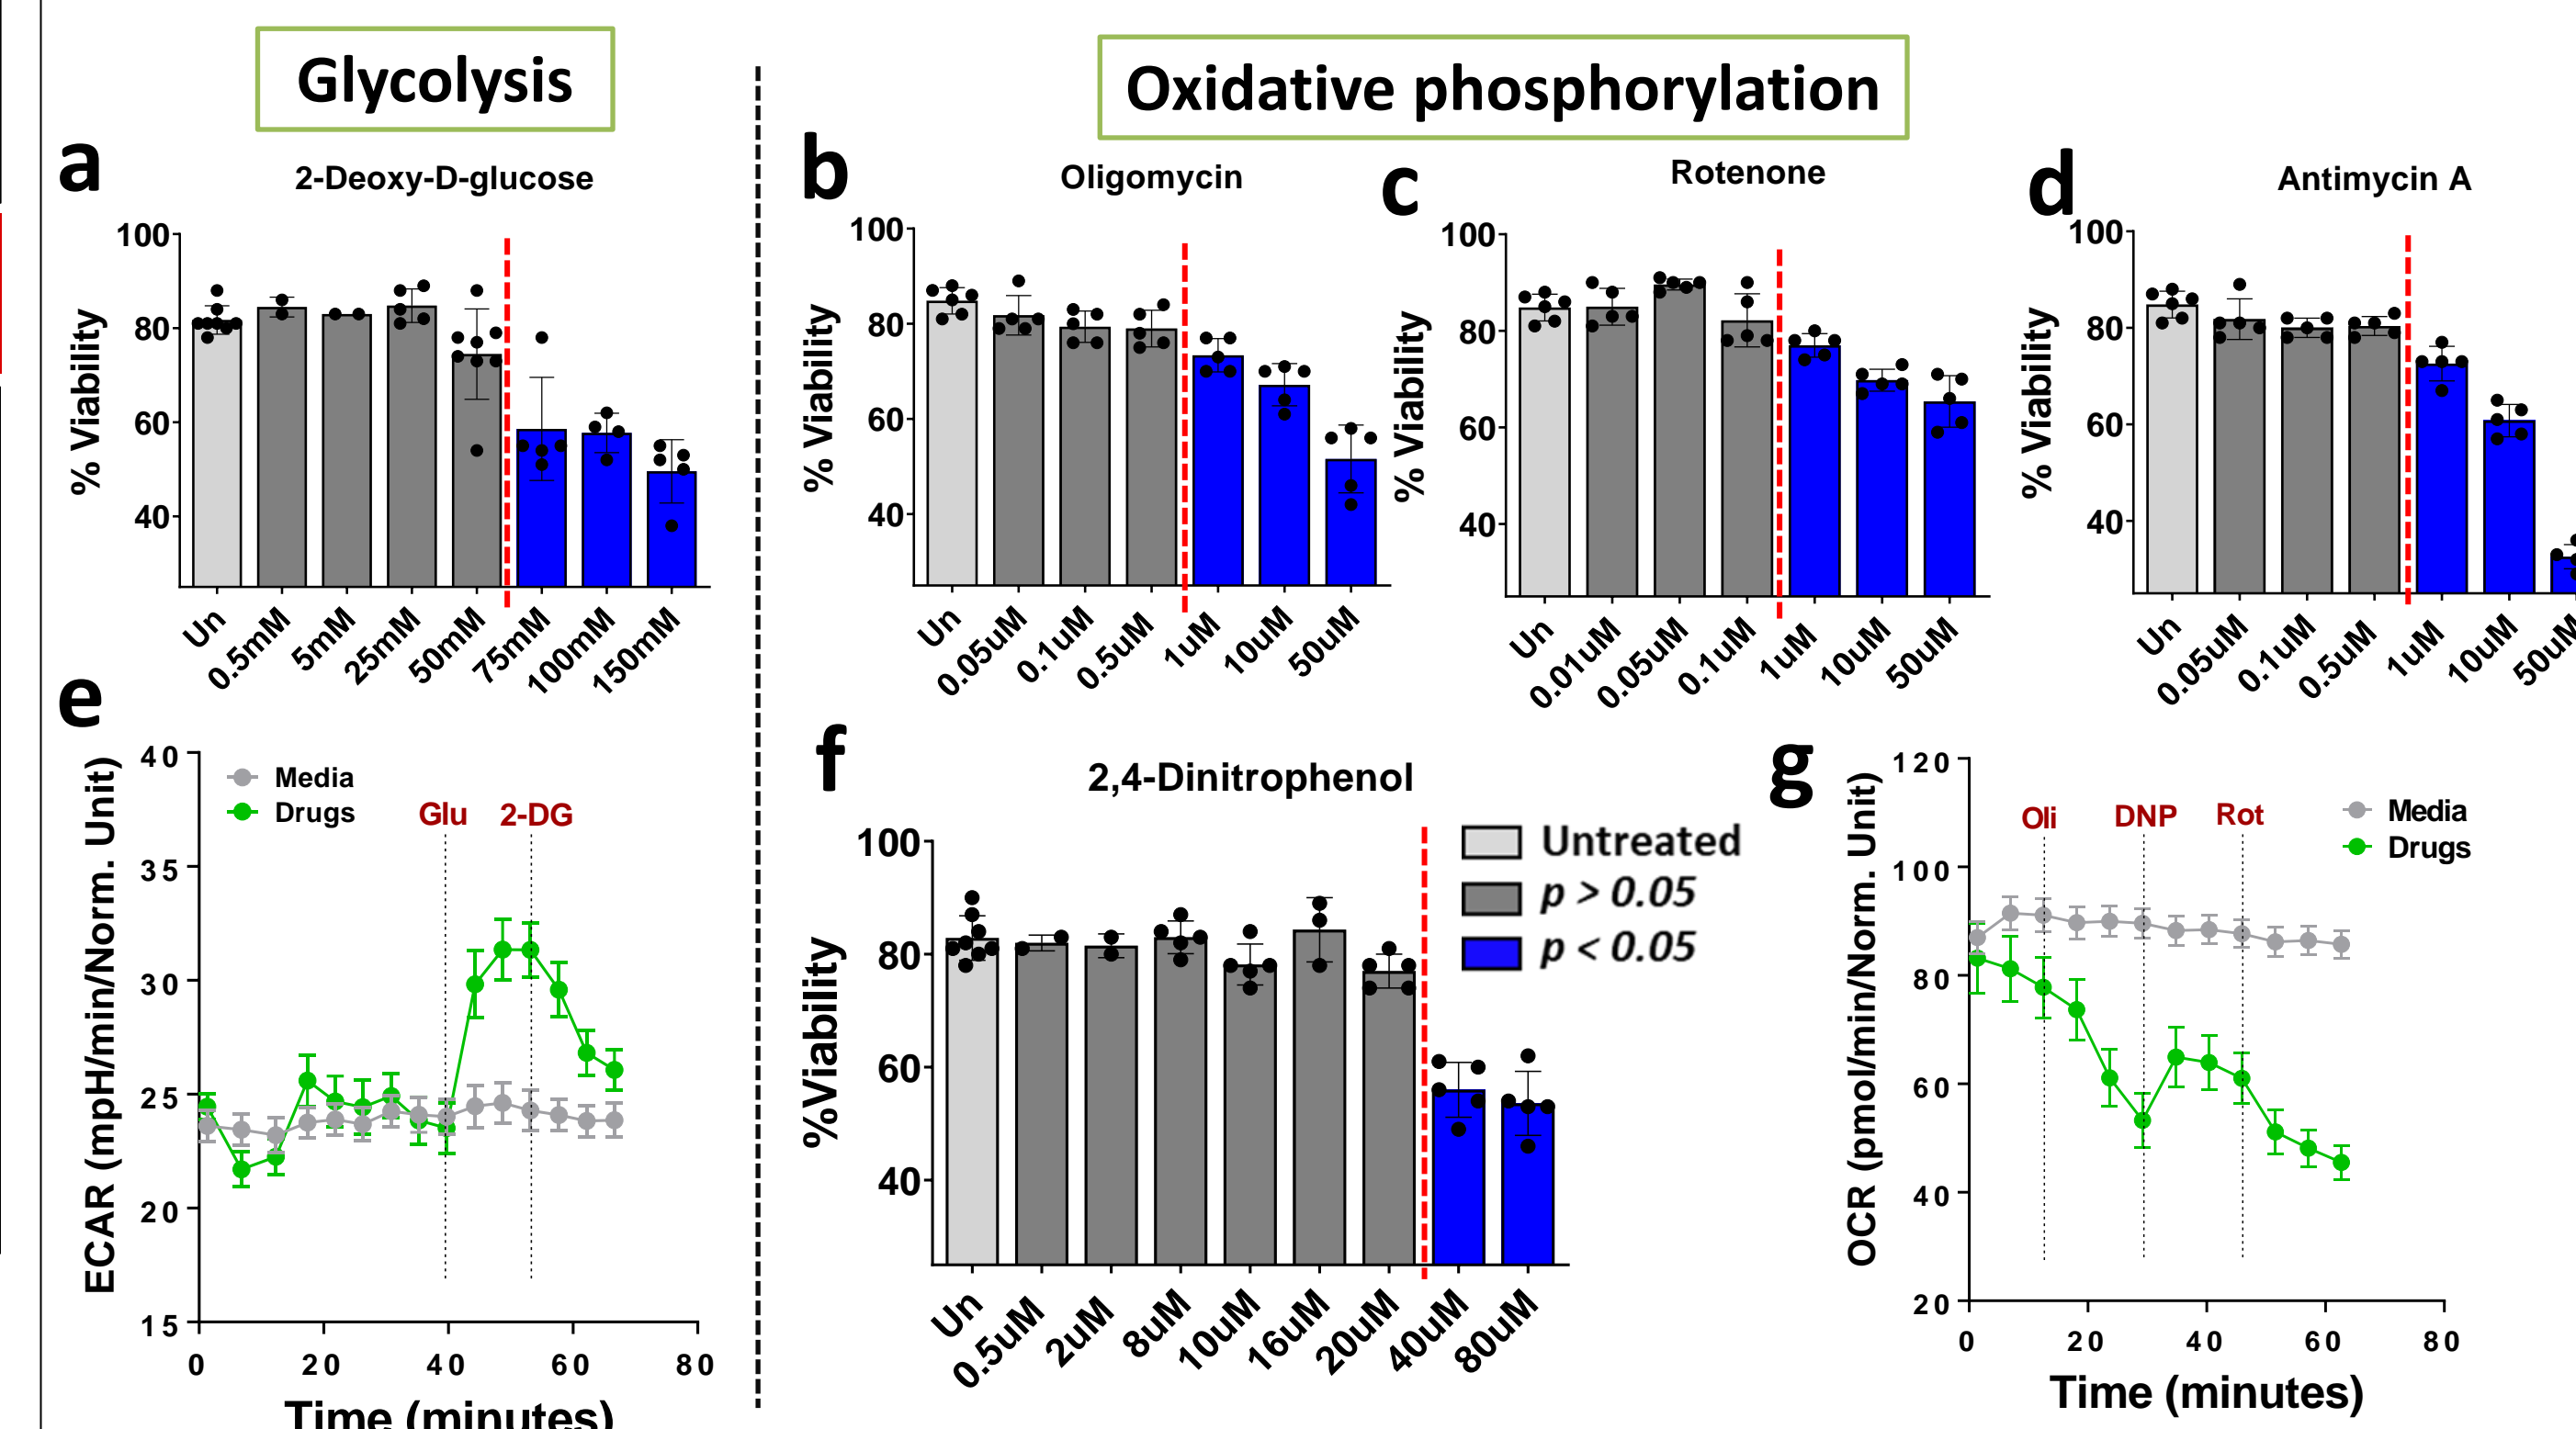 Glycolysis
Oxidative phosphorylation
a
2-Deoxy-D-glucose
% Viability
100
80
60
40
Un
0.5mM
5mM
25mM
50mM
75mM
100mM
150mM
b
Oligomycin
% Viability
100
80
60
40
Un
0.05uM
0.1uM
0.5uM
1uM
10uM
50uM
c
Rotenone
% Viability
100
80
60
40
Un
0.01uM
0.05uM
0.1uM
1uM
10uM
50uM
d
Antimycin A
% Viability
100
80
60
40
Un
0.05uM
0.1uM
0.5uM
1uM
10uM
50uM
e
ECAR (mpH/min/Norm. Unit)
40
35
30
25
20
15
Media
Drugs
Glu
2-DG
0
20
40
60
80
Time (minutes)
f
2,4-Dinitrophenol
%Viability
100
80
60
40
Un
0.5uM
2uM
8uM
10uM
16uM
20uM
40uM
80uM
Untreated
p > 0.05
p < 0.05
g
OCR (pmol/min/Norm. Unit)
120
100
80
60
40
20
Oli
DNP
Rot
Media
Drugs
0
20
40
60
80
Time (minutes)